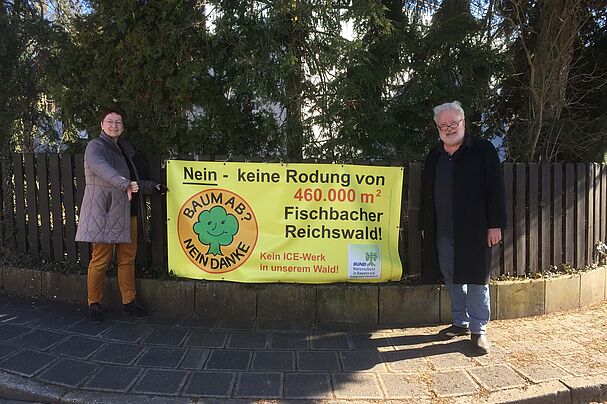 Nein - keine Rodung von
460.000 m²
Fischbacher
Reichswald!
BAUM AB?
NEIN DANKE
Kein ICE-Werk
in unserem Wald!
BUND
Naturschutz
in Bayern e.V.